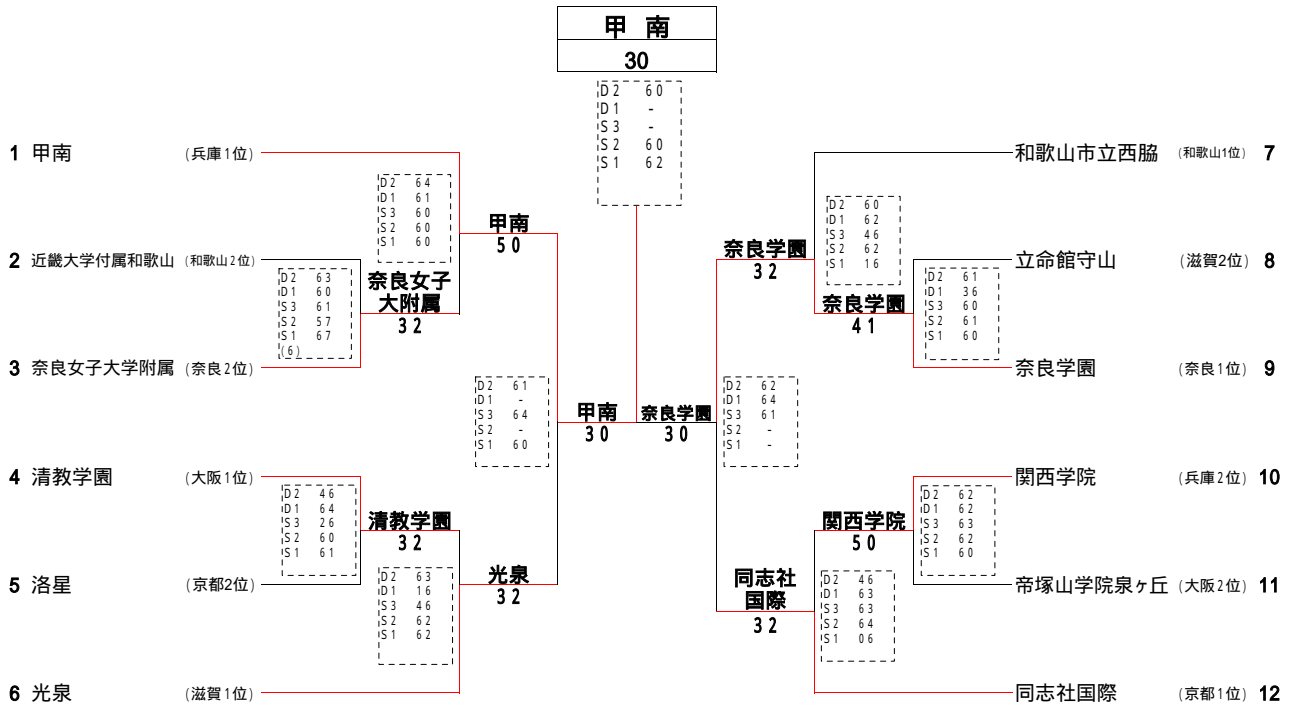 甲 南
30
D2 60
D1 -
S3 -
S2 60
S1 62
1 甲南 (兵庫1位)
D2 64
D1 61
S3 60
S2 60
S1 60
甲南
50
2 近畿大学付属和歌山 (和歌山2位)
D2 63
D1 60
S3 61
S2 57
S1 67
(6)
奈良女子
大附属
32
3 奈良女子大学附属 (奈良2位)
D2 61
D1 -
S3 64
S2 -
S1 60
甲南
30
4 清教学園 (大阪1位)
D2 46
D1 64
S3 26
S2 60
S1 61
清教学園
32
5 洛星 (京都2位)
D2 63
D1 16
S3 46
S2 62
S1 62
光泉
32
6 光泉 (滋賀1位)
和歌山市立西脇 (和歌山1位) 7
D2 60
D1 62
S3 46
S2 62
S1 16
奈良学園
32
立命館守山 (滋賀2位) 8
D2 61
D1 36
S3 60
S2 61
S1 60
奈良学園
41
奈良学園 (奈良1位) 9
D2 62
D1 64
S3 61
S2 -
S1 -
奈良学園
30
関西学院 (兵庫2位) 10
D2 62
D1 62
S3 63
S2 62
S1 60
関西学院
50
帝塚山学院泉ヶ丘 (大阪2位) 11
D2 46
D1 63
S3 63
S2 64
S1 06
同志社
国際
32
同志社国際 (京都1位) 12